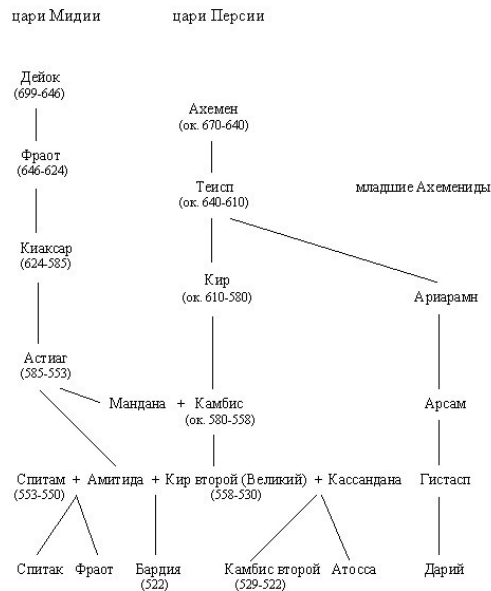 цари Мидии цари Персии
Дейок
(699-646)
Ахемен
(ок. 670-640)
Фраот
(646-624)
Теисп
(ок. 640-610)
младшие Ахемениды
Киаксар
(624-585)
Кир
(ок. 610-580)
Ариарамн
Астиаг
(585-553)
Мандана + Камбис
(ок. 580-558)
Арсам
Спитам + Амитида + Кир второй (Великий) + Кассандана Гистасп
(553-550) (558-530)
Спитак Фраот Бардия Камбис второй Атосса Дарий
(522) (529-522)